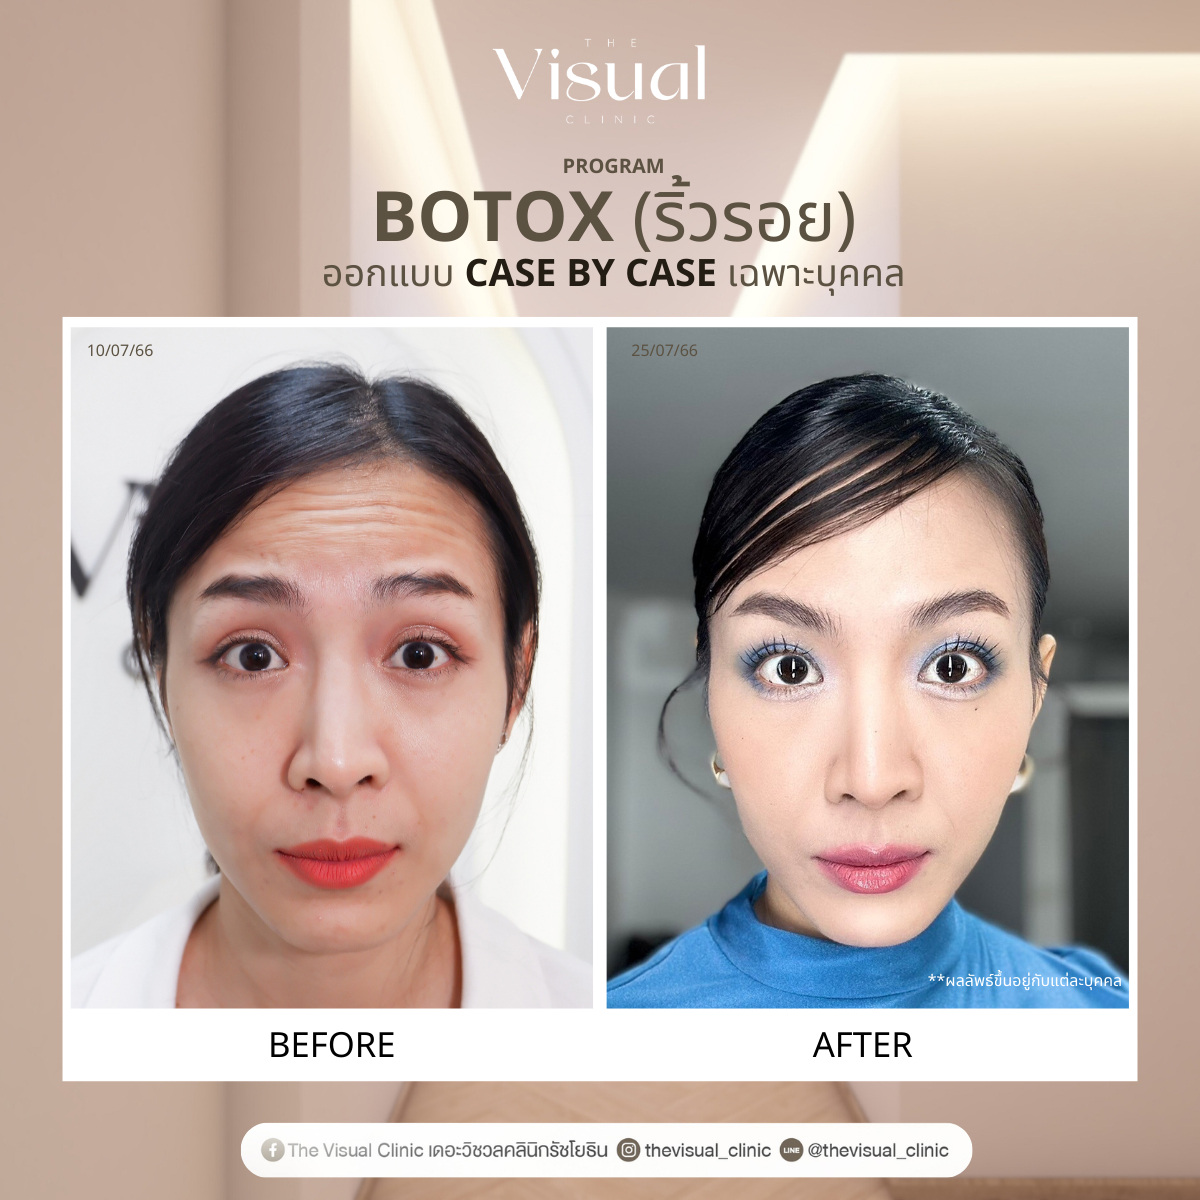 THE
Visual
CLINIC
PROGRAM
BOTOX (ริ้วรอย)
ออกแบบ CASE BY CASE เฉพาะบุคคล
10/07/66
25/07/66
**ผลลัพธ์ขึ้นอยู่กับแต่ละบุคคล
BEFORE
AFTER
The Visual Clinic เดอะวิชวลคลินิกรัชโยธิน thevisual_clinic LINE @thevisual_clinic